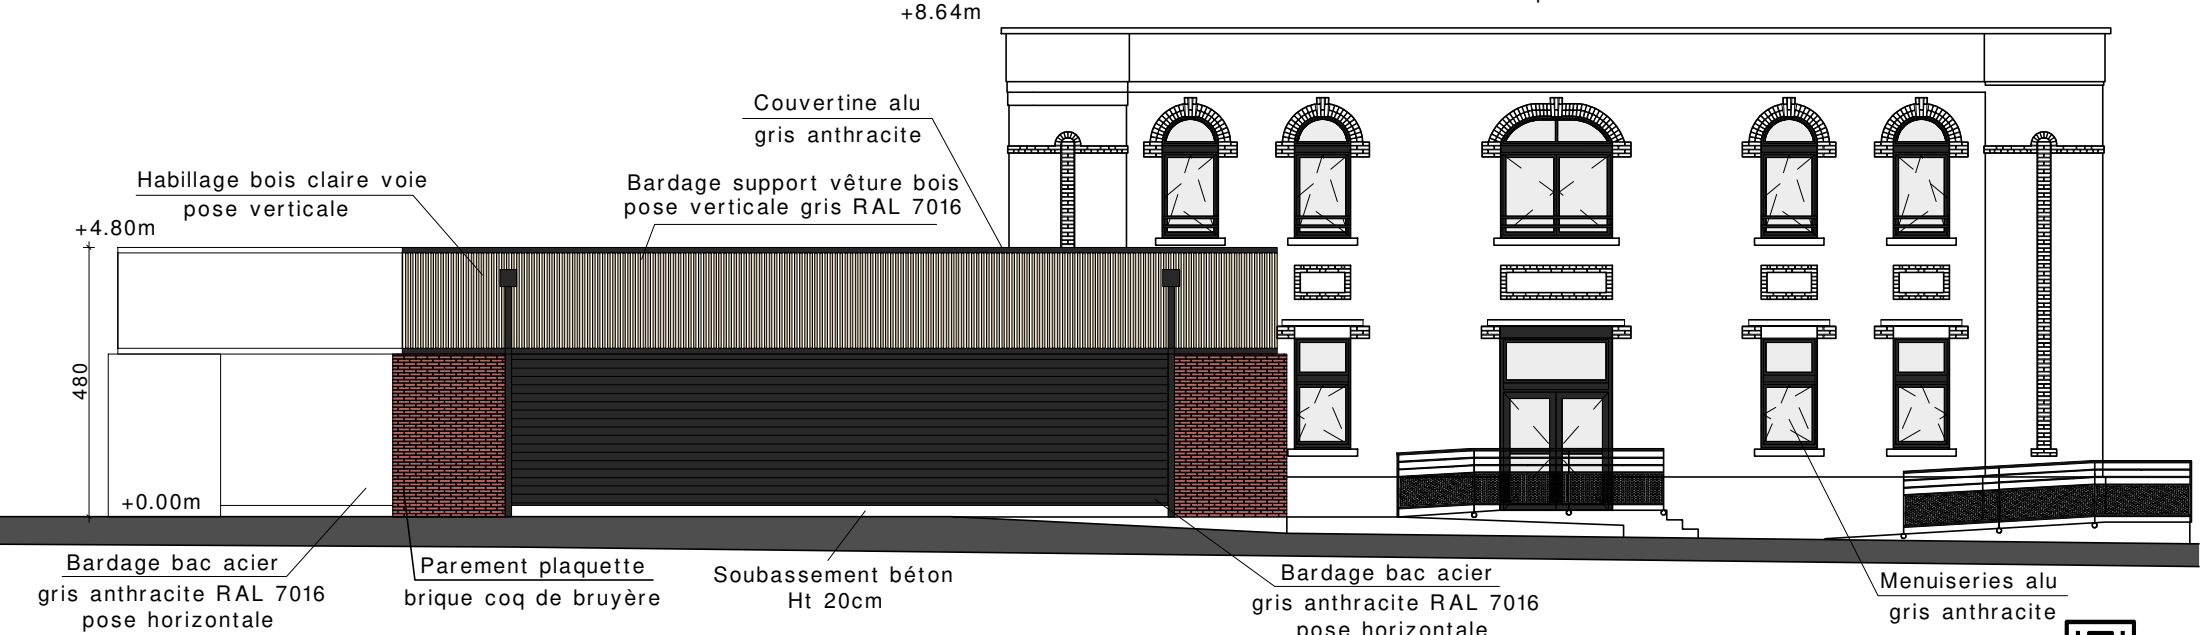 +8.64m
Couvertine alu
gris anthracite
Habillage bois claire voie
pose verticale
Bardage support vêture bois
pose verticale gris RAL 7016
+4.80m
480
+0.00m
Bardage bac acier
gris anthracite RAL 7016
pose horizontale
Parement plaquette
brique coq de bruyère
Soubassement béton
Ht 20cm
Bardage bac acier
gris anthracite RAL 7016
pose horizontale
Menuiseries alu
gris anthracite